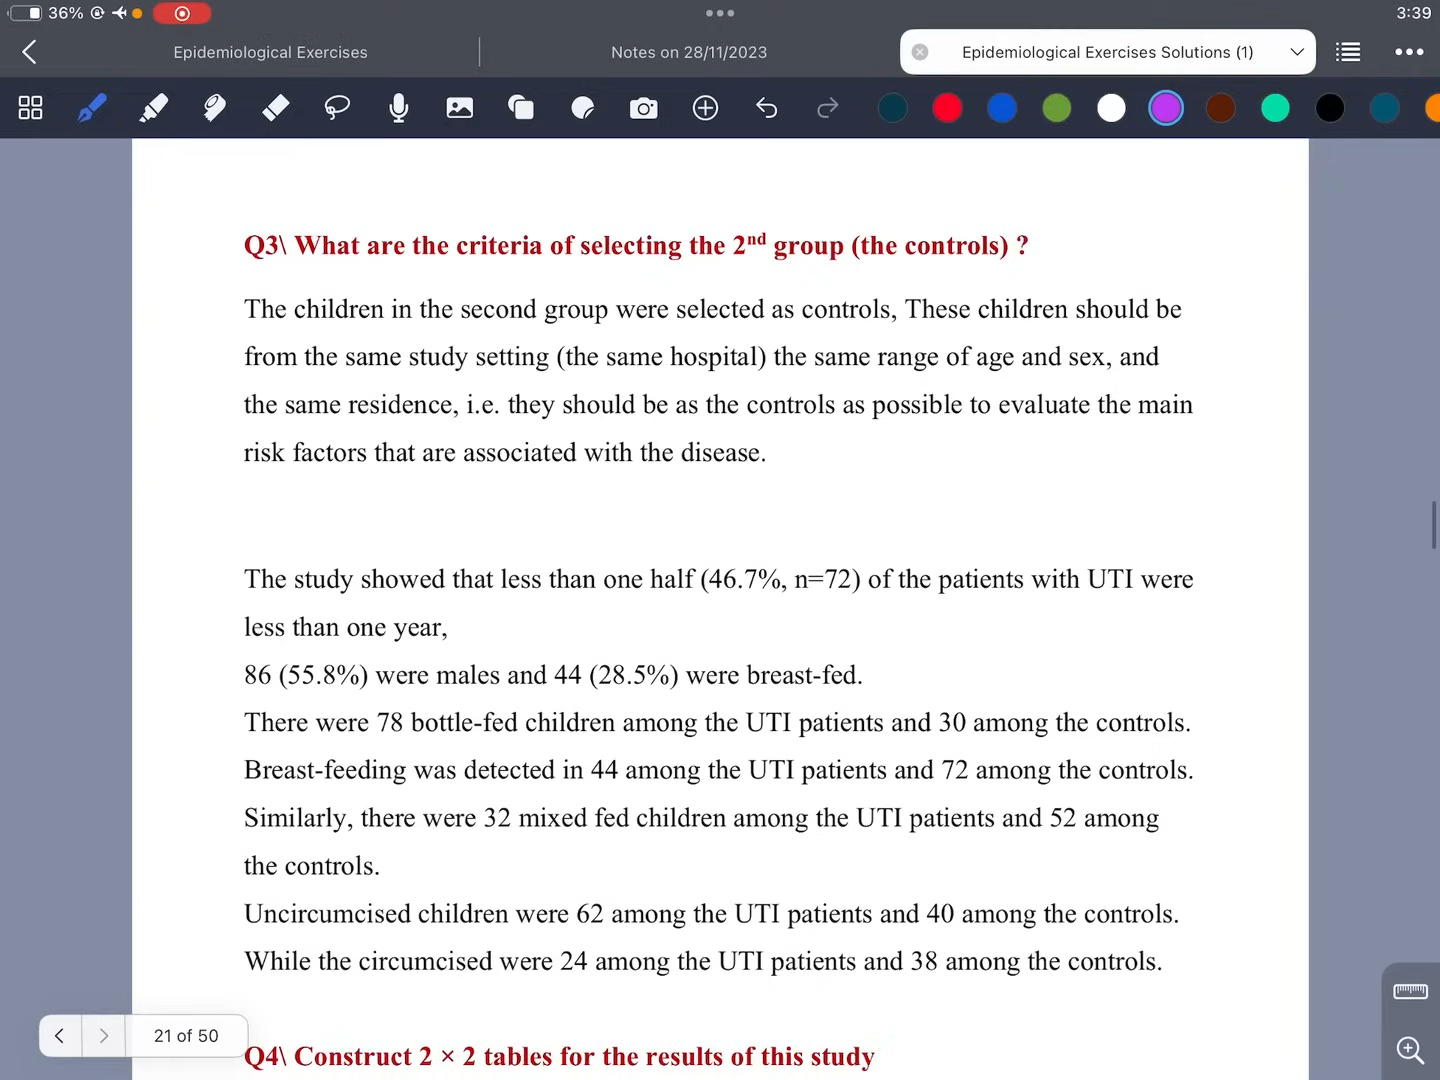 36%
3:39
Epidemiological Exercises
Notes on 28/11/2023
Epidemiological Exercises Solutions (1)
Q3\ What are the criteria of selecting the 2nd group (the controls) ?
The children in the second group were selected as controls, These children should be
from the same study setting (the same hospital) the same range of age and sex, and
the same residence, i.e. they should be as the controls as possible to evaluate the main
risk factors that are associated with the disease.
The study showed that less than one half (46.7%, n=72) of the patients with UTI were
less than one year,
86 (55.8%) were males and 44 (28.5%) were breast-fed.
There were 78 bottle-fed children among the UTI patients and 30 among the controls.
Breast-feeding was detected in 44 among the UTI patients and 72 among the controls.
Similarly, there were 32 mixed fed children among the UTI patients and 52 among
the controls.
Uncircumcised children were 62 among the UTI patients and 40 among the controls.
While the circumcised were 24 among the UTI patients and 38 among the controls.
21 of 50
Q4\ Construct 2 × 2 tables for the results of this study